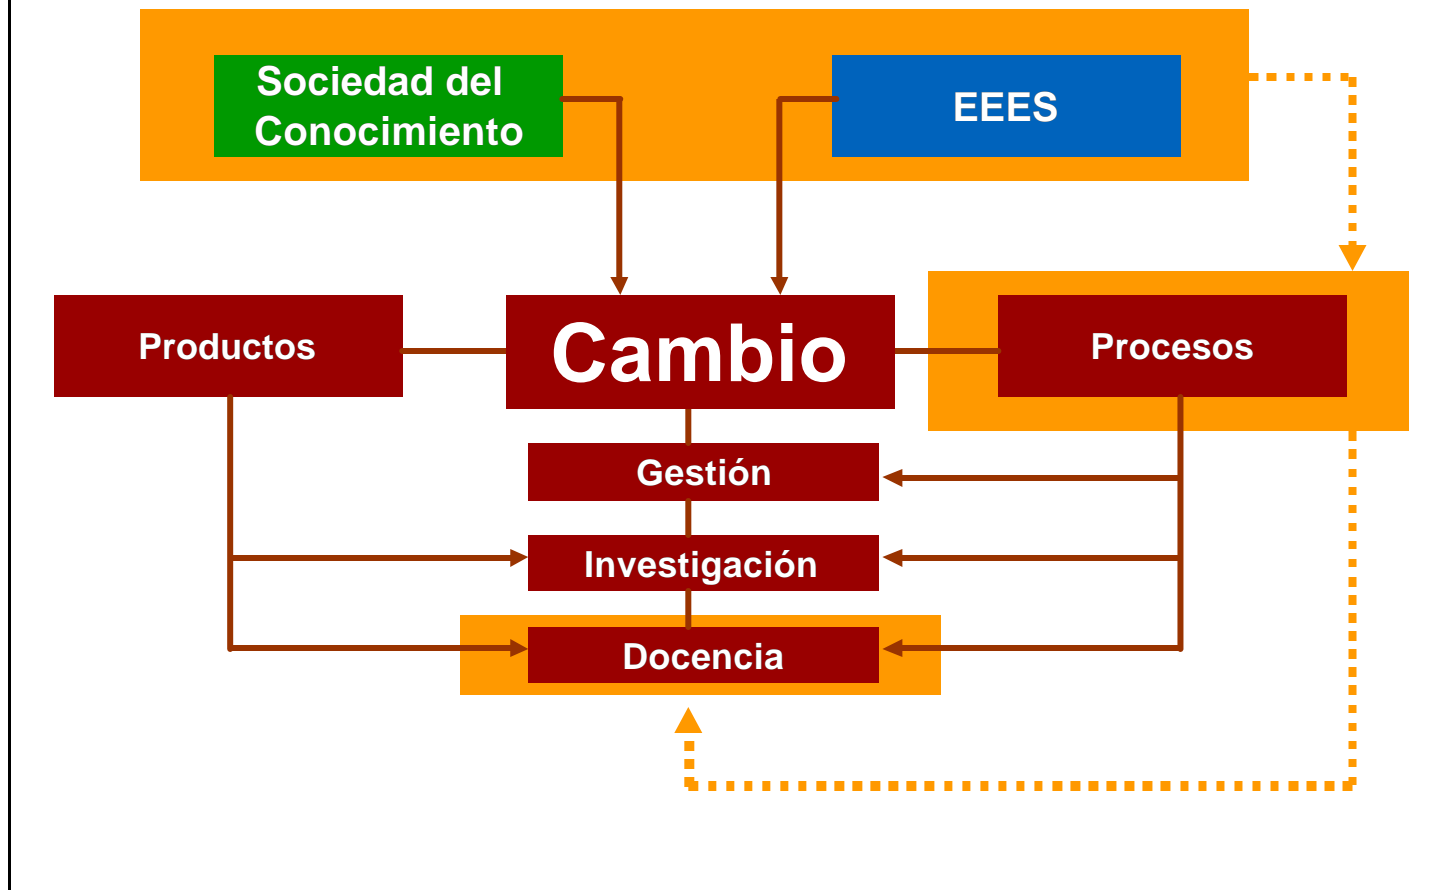 Sociedad del
Conocimiento
EEES
Productos
Cambio
Procesos
Gestión
Investigación
Docencia